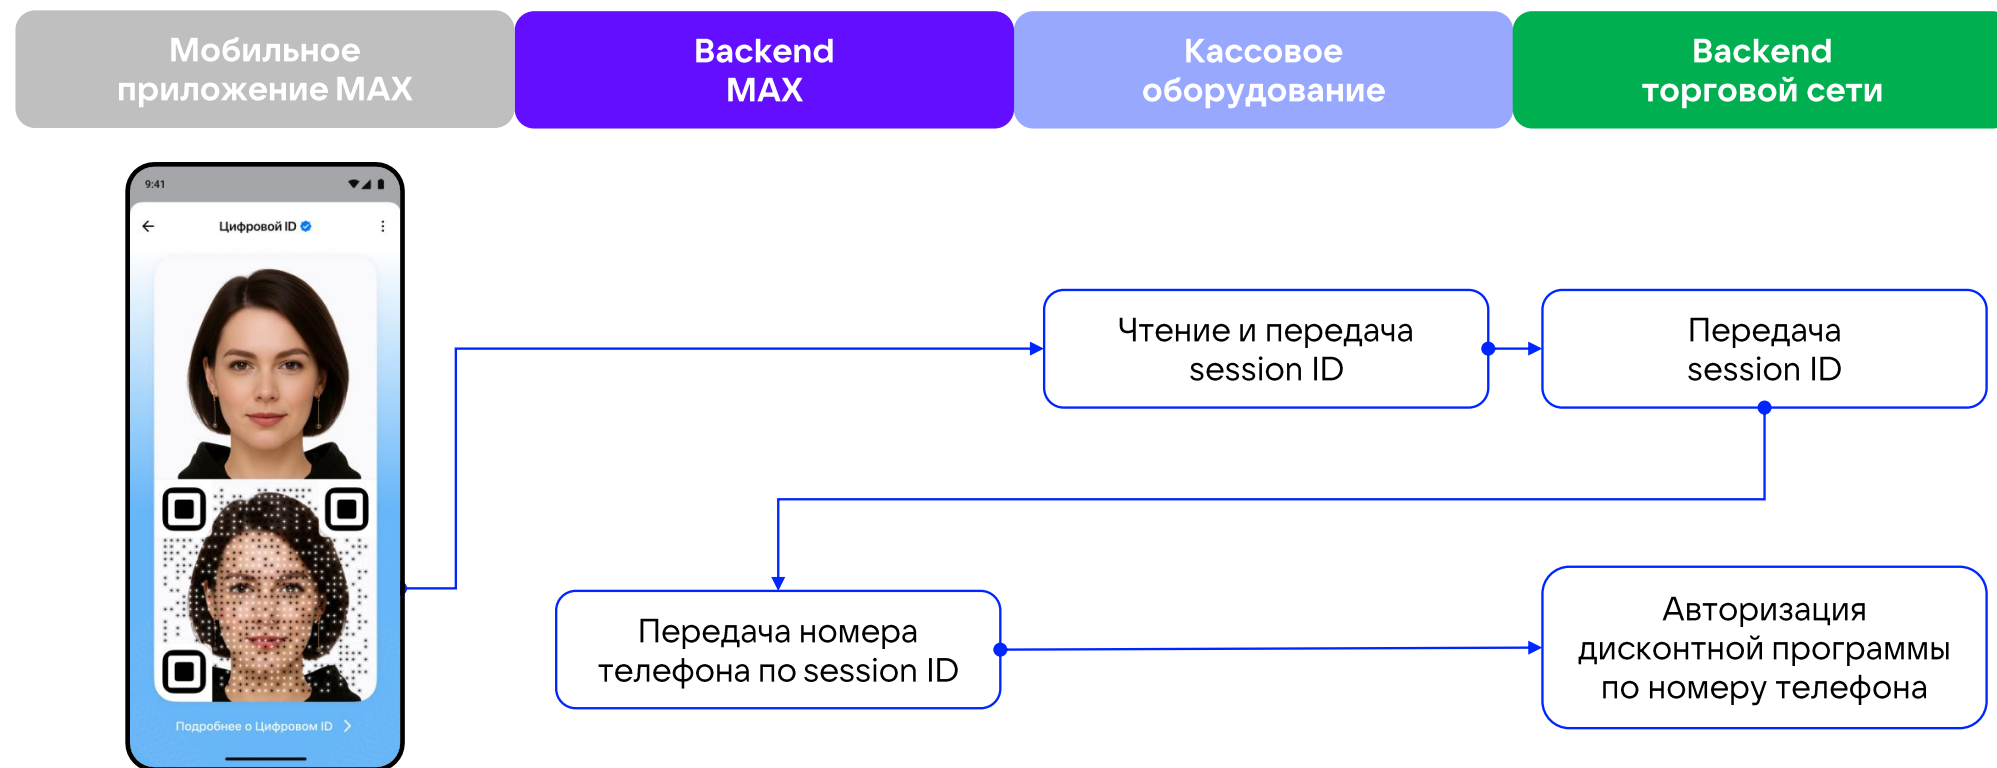 Мобильное
приложение MAX
Backend
MAX
Кассовое
оборудование
Backend
торговой сети
9:41
Цифровой ID
Подробнее о Цифровом ID
Чтение и передача
session ID
Передача
session ID
Передача номера
телефона по session ID
Авторизация
дисконтной программы
по номеру телефона